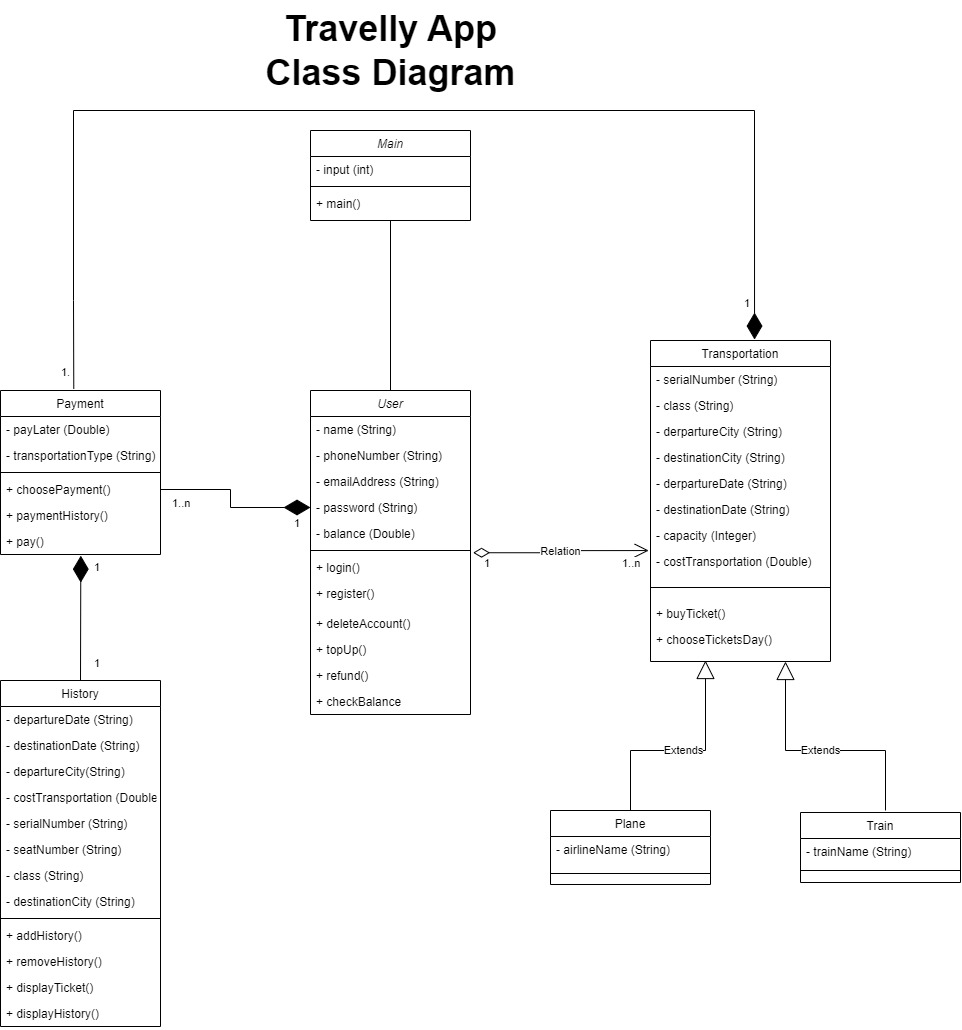 Travelly App
Class Diagram
Main
- input (int)
+ main()
1
1.
Payment
- payLater (Double)
- transportationType (String)
+ choosePayment()
+ paymentHistory()
+ pay()
1..n
1
User
- name (String)
- phoneNumber (String)
- emailAddress (String)
- password (String)
- balance (Double)
+ login()
+ register()
+ deleteAccount()
+ topUp()
+ refund()
+ checkBalance
1
Relation
1..n
Transportation
- serialNumber (String)
- class (String)
- derpartureCity (String)
- destinationCity (String)
- derpartureDate (String)
- destinationDate (String)
- capacity (Integer)
- costTransportation (Double)
+ buyTicket()
+ chooseTicketsDay()
1
1
History
- departureDate (String)
- destinationDate (String)
- departureCity(String)
- costTransportation (Double
- serialNumber (String)
- seatNumber (String)
- class (String)
- destinationCity (String)
+ addHistory()
+ removeHistory()
+ displayTicket()
+ displayHistory()
Extends
Extends
Plane
- airlineName (String)
Train
- trainName (String)